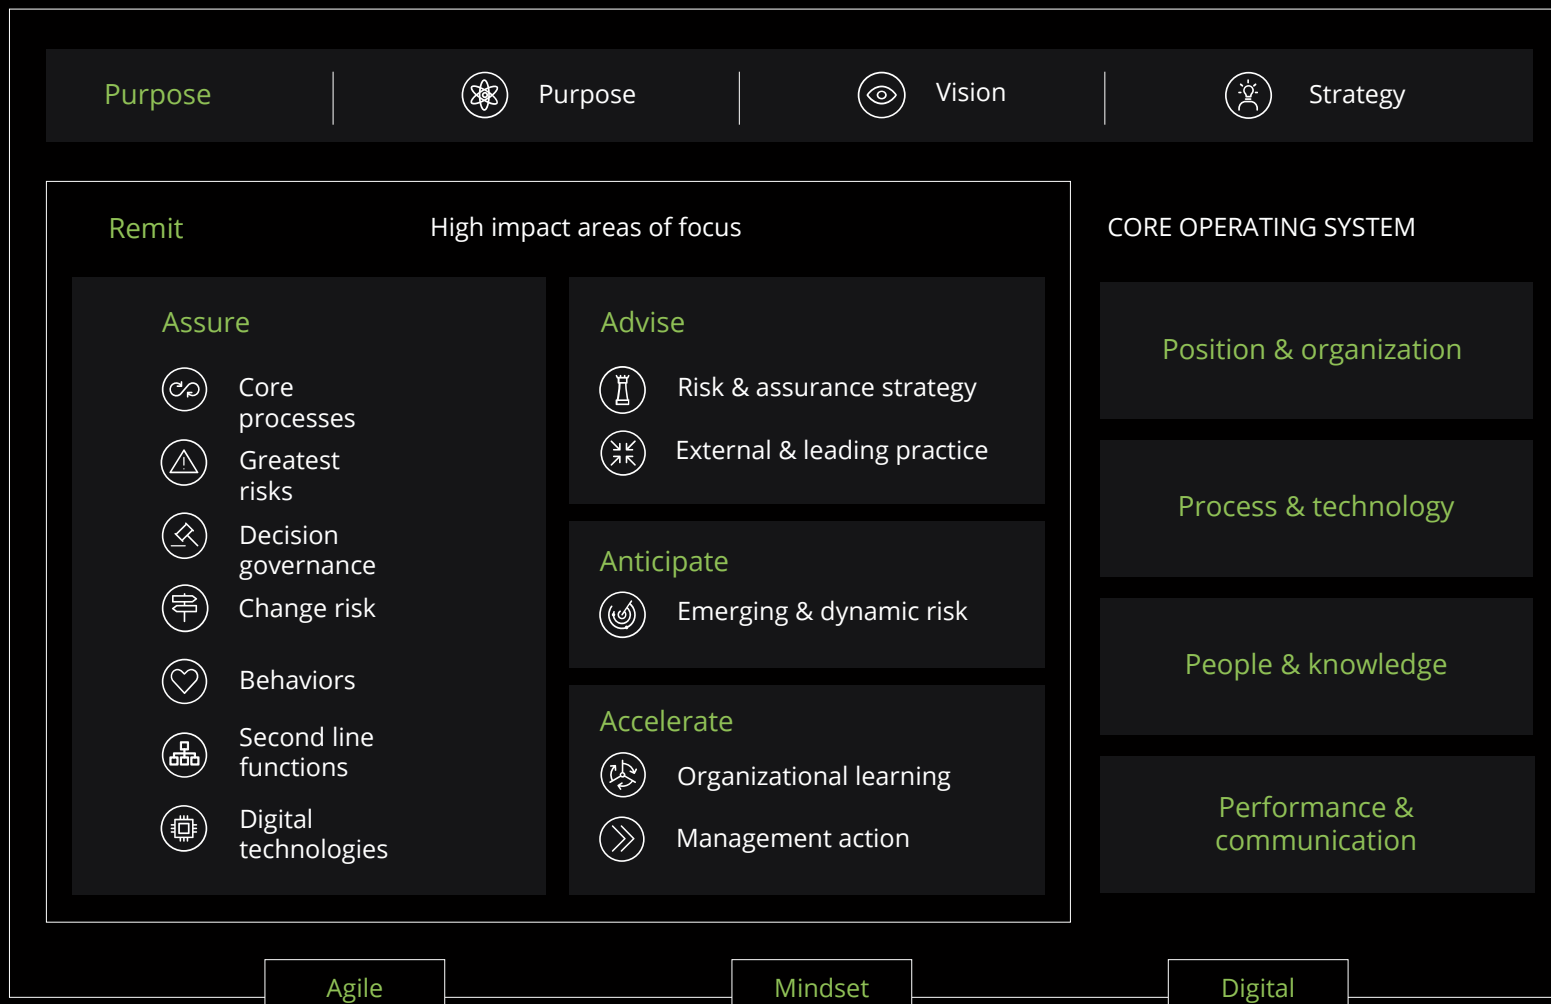 Purpose
Purpose
Vision
Strategy
Remit
High impact areas of focus
Assure
Core
processes
Greatest
risks
Decision
governance
Change risk
Behaviors
Second line
functions
Digital
technologies
Advise
Risk & assurance strategy
External & leading practice
Anticipate
Emerging & dynamic risk
Accelerate
Organizational learning
Management action
CORE OPERATING SYSTEM
Position & organization
Process & technology
People & knowledge
Performance &
communication
Agile
Mindset
Digital